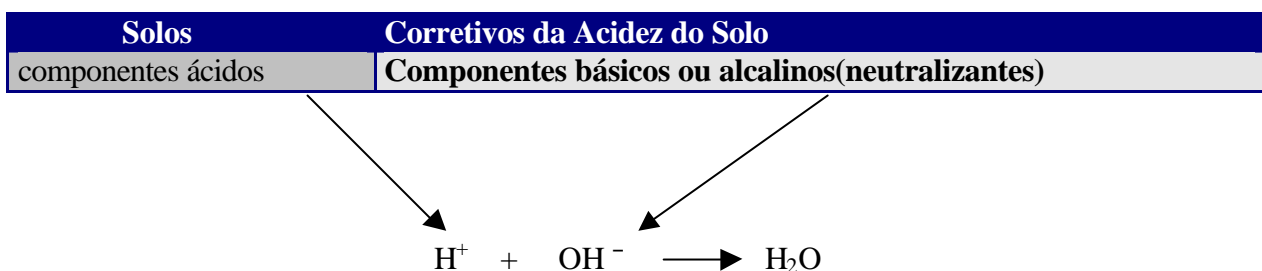 Solos Corretivos da Acidez do Solo
componentes ácidos Componentes básicos ou alcalinos(neutralizantes)
H⁺ + OH⁻ → H₂O